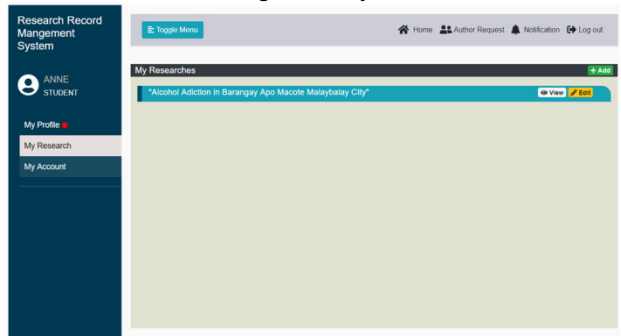 Research Record
Mangement
System
ANNE
STUDENT
My Profile
My Research
My Account
Toggle Menu
Home Author Request Notification Log out
My Researches
+ Add
"Alcohol Adiction in Barangay Apo Macote Malaybalay CIty"
View Edit